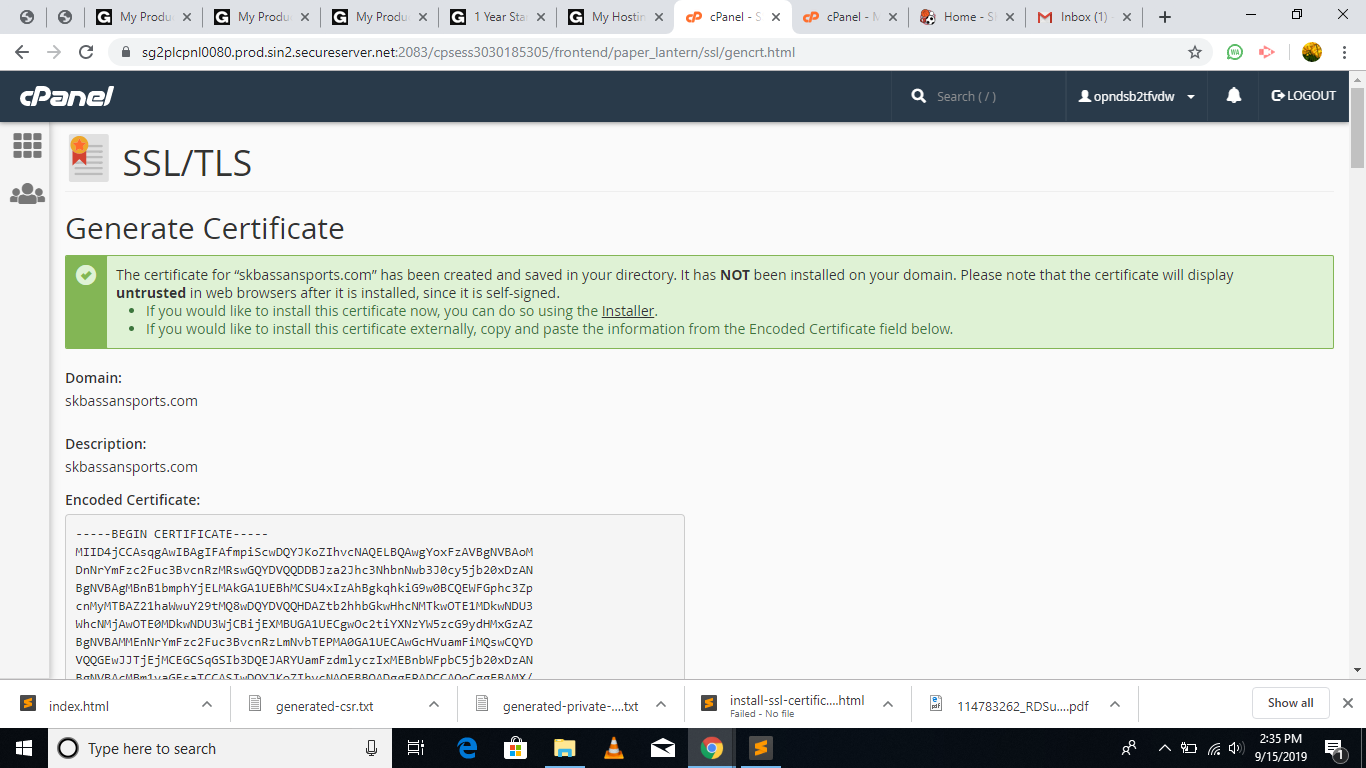 My Produ
My Produ
My Produ
1 Year Sta
My Hostin
cPanel - S
cPanel - M
Home - S
Inbox (1) -
sg2plcpnl0080.prod.sin2.secureserver.net:2083/cpsess3030185305/frontend/paper_lantern/ssl/gencrt.html
cPanel
Search ( / )
opndsb2tfvdw
LOGOUT
SSL/TLS
Generate Certificate
The certificate for “skbassansports.com” has been created and saved in your directory. It has NOT been installed on your domain. Please note that the certificate will display
untrusted in web browsers after it is installed, since it is self-signed.
If you would like to install this certificate now, you can do so using the Installer.
If you would like to install this certificate externally, copy and paste the information from the Encoded Certificate field below.
Domain:
skbassansports.com
Description:
skbassansports.com
Encoded Certificate:
-----BEGIN CERTIFICATE-----
MIID4jCCAsqgAwIBAgIFAfmpiScwDQYJKoZIhvcNAQELBQAwgYoxFzAVBgNVBAoM
DnNrYmFzc2Fuc3BvcnRzMRswGQYDVQQDDBJza2Jhc3NhbnNwb3J0cy5jb20xDzAN
BgNVBAgMBnB1bmphYjELMAkGA1UEBhMCSU4xIzAhBgkqhkiG9w0BCQEWFGphc3Zp
cnMyMTBAZ21haWwuY29tMQ8wDQYDVQQHDAZtb2hhbGkwHhcNMTkwOTE1MDkwNDU3
WhcNMjAwOTE0MDkwNDU3WjCBijEXMBUGA1UECgwOc2tiYXNzYW5zcG9ydHMxGzAZ
BgNVBAMMEnNrYmFzc2Fuc3BvcnRzLmNvbTEPMA0GA1UECAwGcHVuamFiMQswCQYD
VQQGEwJJTjEjMCEGCSqGSIb3DQEJARYUamFzdmlyczIxMEBnbWFpbC5jb20xDzAN
index.html
generated-csr.txt
generated-private-....txt
install-ssl-certific....html
Failed - No file
114783262_RDSu....pdf
Show all
Type here to search
2:35 PM
9/15/2019
1